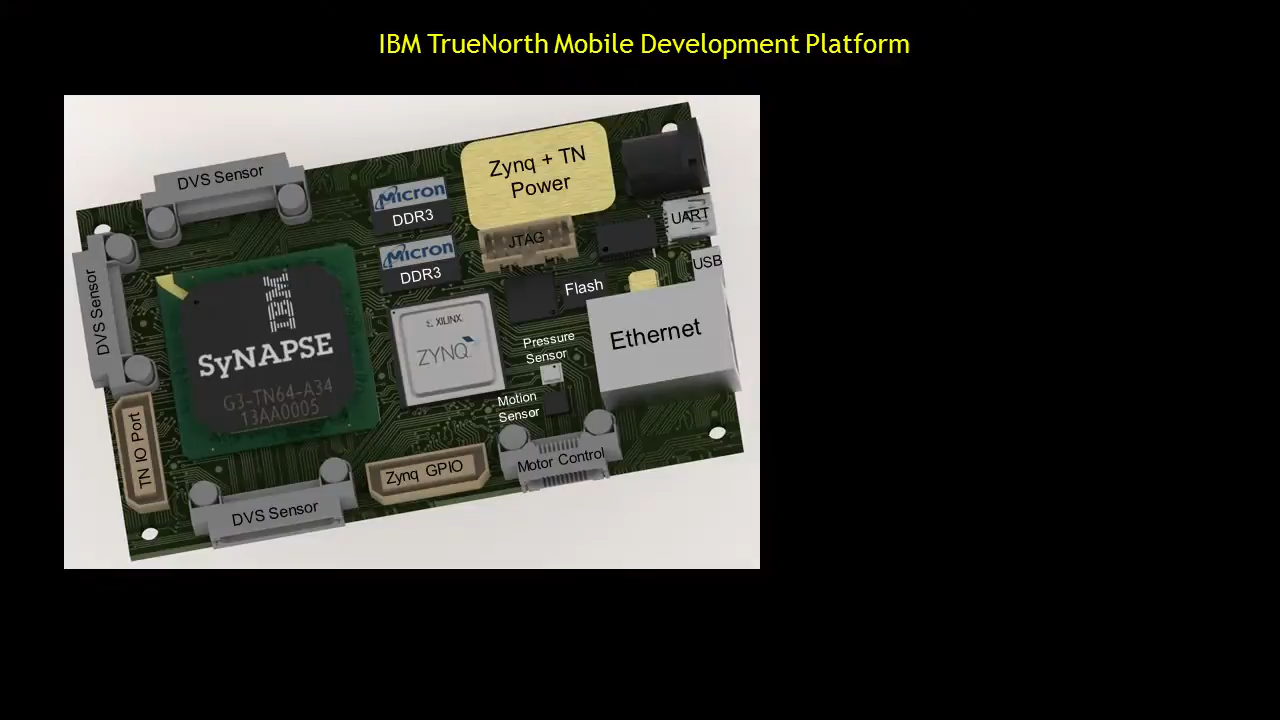 IBM TrueNorth Mobile Development Platform
DVS Sensor
Micron
DDR3
Zynq + TN
Power
UART
JTAG
Micron
DDR3
USB
DVS Sensor
Flash
IBM
SyNAPSE
G3-TN64-A34
13AA0005
XILINX
ZYNQ
Pressure
Sensor
Ethernet
Motion
Sensor
TN IO Port
Zynq GPIO
Motor Control
DVS Sensor